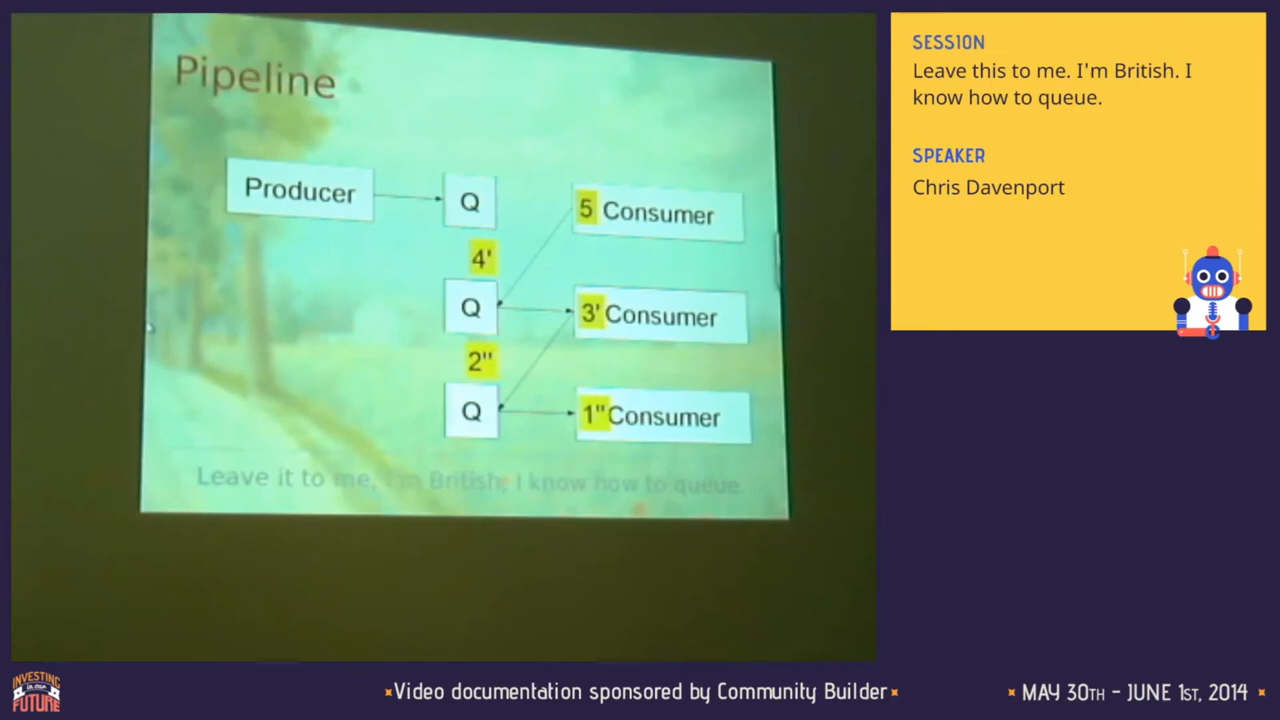 Pipeline
Producer
Q
5 Consumer
4'
Q
3' Consumer
2"
Q
1" Consumer
Leave it to me, I'm British, I know how to queue.
SESSION
Leave this to me. I'm British. I
know how to queue.
SPEAKER
Chris Davenport
INVESTING
IN OUR
FUTURE
Video documentation sponsored by Community Builder
MAY 30TH - JUNE 1ST, 2014